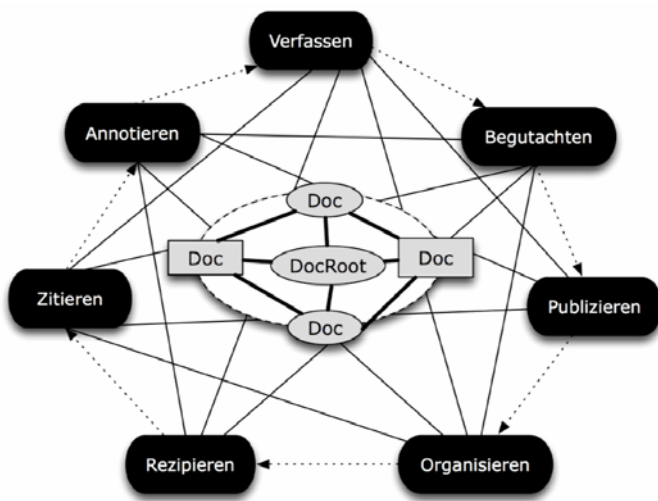 Verfassen
Annotieren
Begutachten
Doc
Doc
DocRoot
Doc
Zitieren
Publizieren
Doc
Rezipieren
Organisieren